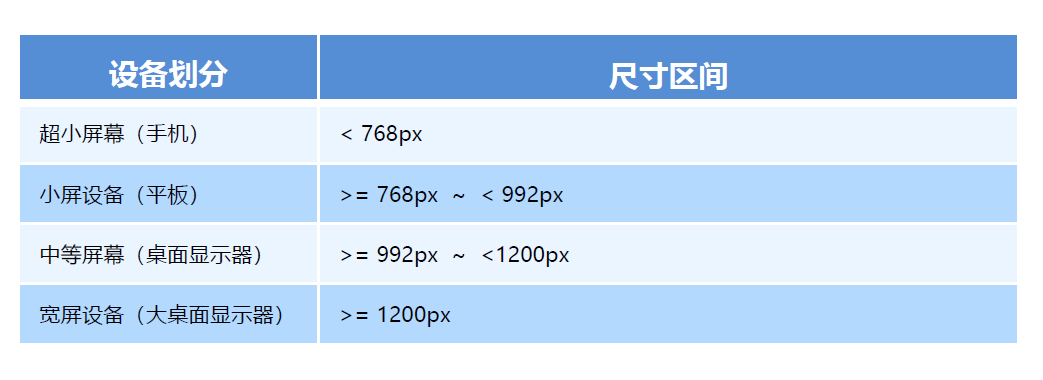 设备划分 尺寸区间
超小屏幕（手机） < 768px
小屏设备（平板） >= 768px ~ < 992px
中等屏幕（桌面显示器） >= 992px ~ <1200px
宽屏设备（大桌面显示器） >= 1200px